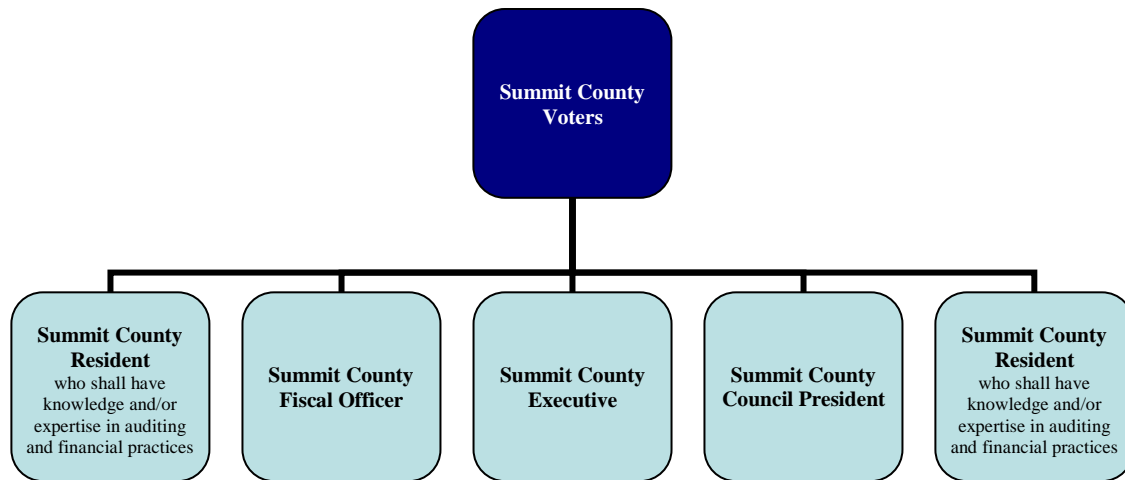 Summit County
Voters
Summit County
Resident
who shall have
knowledge and/or
expertise in auditing
and financial practices
Summit County
Fiscal Officer
Summit County
Executive
Summit County
Council President
Summit County
Resident
who shall have
knowledge and/or
expertise in auditing
and financial practices